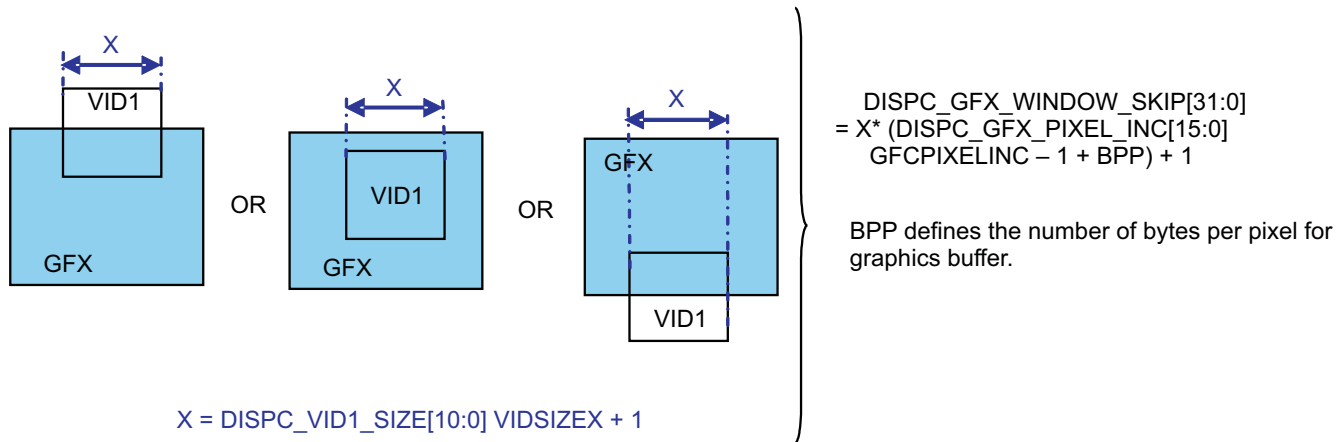 X
VID1
GFX
OR
X
VID1
GFX
OR
X
GFX
VID1
X = DISPC_VID1_SIZE[10:0] VIDSIZEX + 1
DISPC_GFX_WINDOW_SKIP[31:0]
= X* (DISPC_GFX_PIXEL_INC[15:0]
GFCPIXELINC – 1 + BPP) + 1
BPP defines the number of bytes per pixel for
graphics buffer.